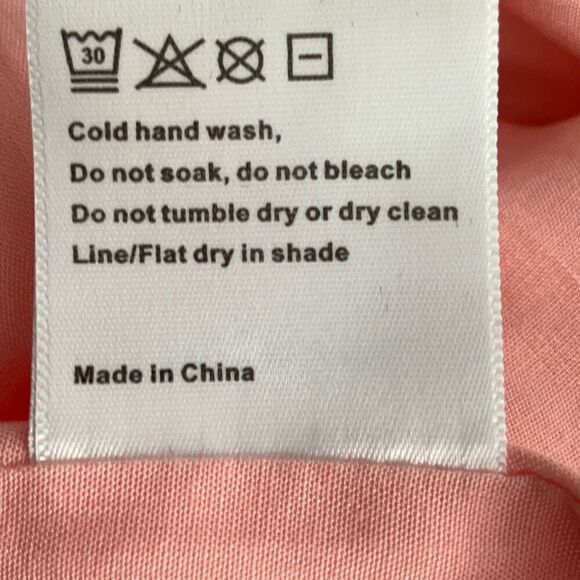 30
Cold hand wash,
Do not soak, do not bleach
Do not tumble dry or dry clean
Line/Flat dry in shade
Made in China